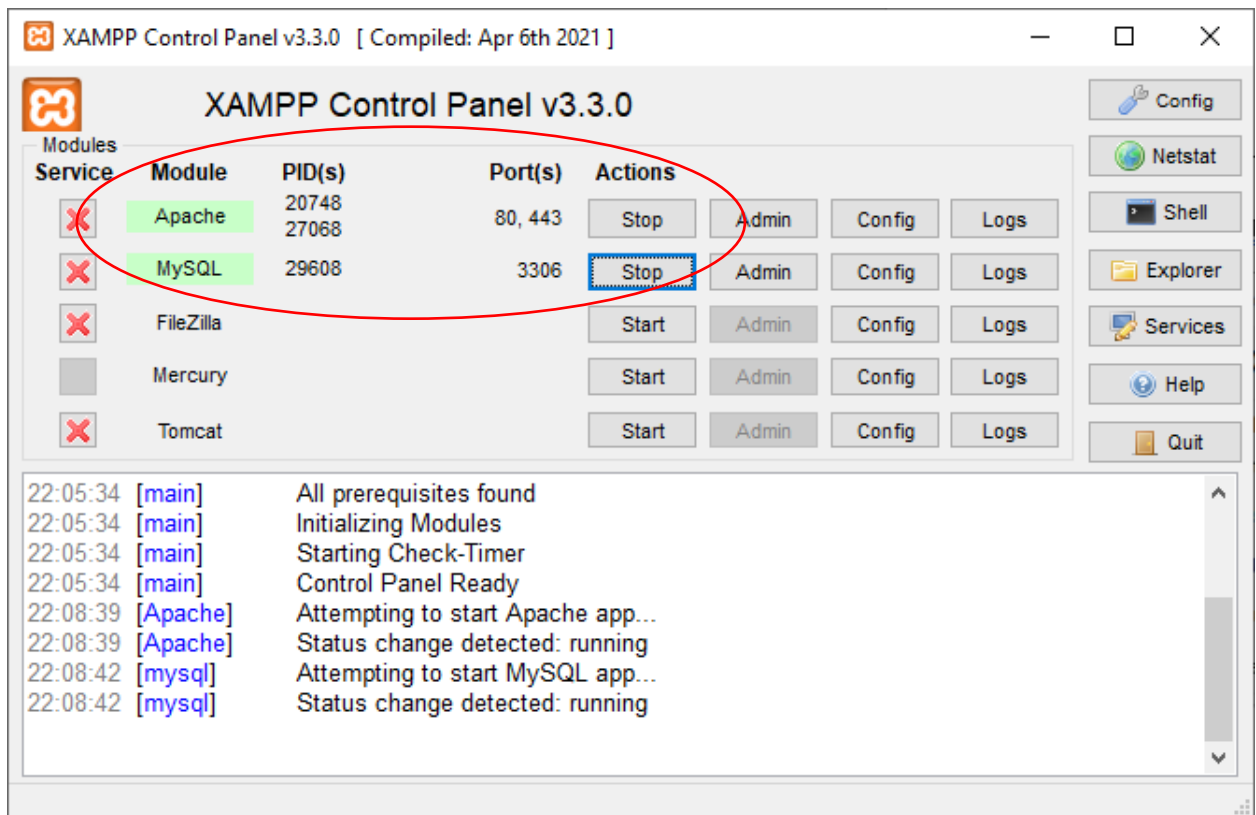 XAMPP Control Panel v3.3.0 [ Compiled: Apr 6th 2021 ]
XAMPP Control Panel v3.3.0
Config
Modules
Service Module PID(s) Port(s) Actions
Netstat
Apache 20748 27068 80, 443 Stop Admin Config Logs
Shell
MySQL 29608 3306 Stop Admin Config Logs
Explorer
FileZilla Start Admin Config Logs
Services
Mercury Start Admin Config Logs
Help
Tomcat Start Admin Config Logs
Quit
22:05:34 [main] All prerequisites found
22:05:34 [main] Initializing Modules
22:05:34 [main] Starting Check-Timer
22:05:34 [main] Control Panel Ready
22:08:39 [Apache] Attempting to start Apache app...
22:08:39 [Apache] Status change detected: running
22:08:42 [mysql] Attempting to start MySQL app...
22:08:42 [mysql] Status change detected: running